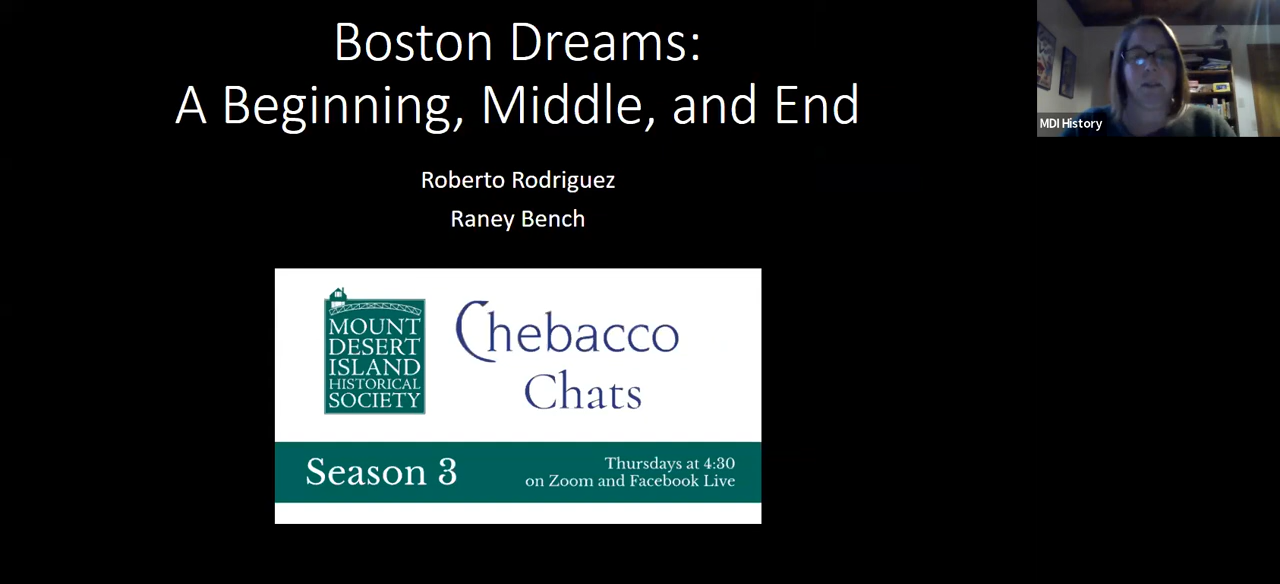 Boston Dreams:
A Beginning, Middle, and End
Roberto Rodriguez
Raney Bench
MOUNT
DESERT
ISLAND
HISTORICAL
SOCIETY
Chebacco
Chats
Season 3
Thursdays at 4:30
on Zoom and Facebook Live
MDI History